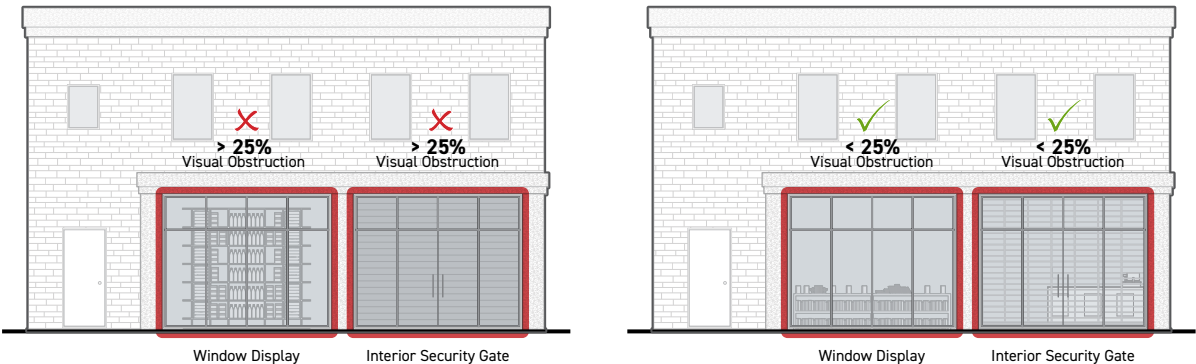 > 25%
Visual Obstruction
> 25%
Visual Obstruction
Window Display
Interior Security Gate
< 25%
Visual Obstruction
< 25%
Visual Obstruction
Window Display
Interior Security Gate